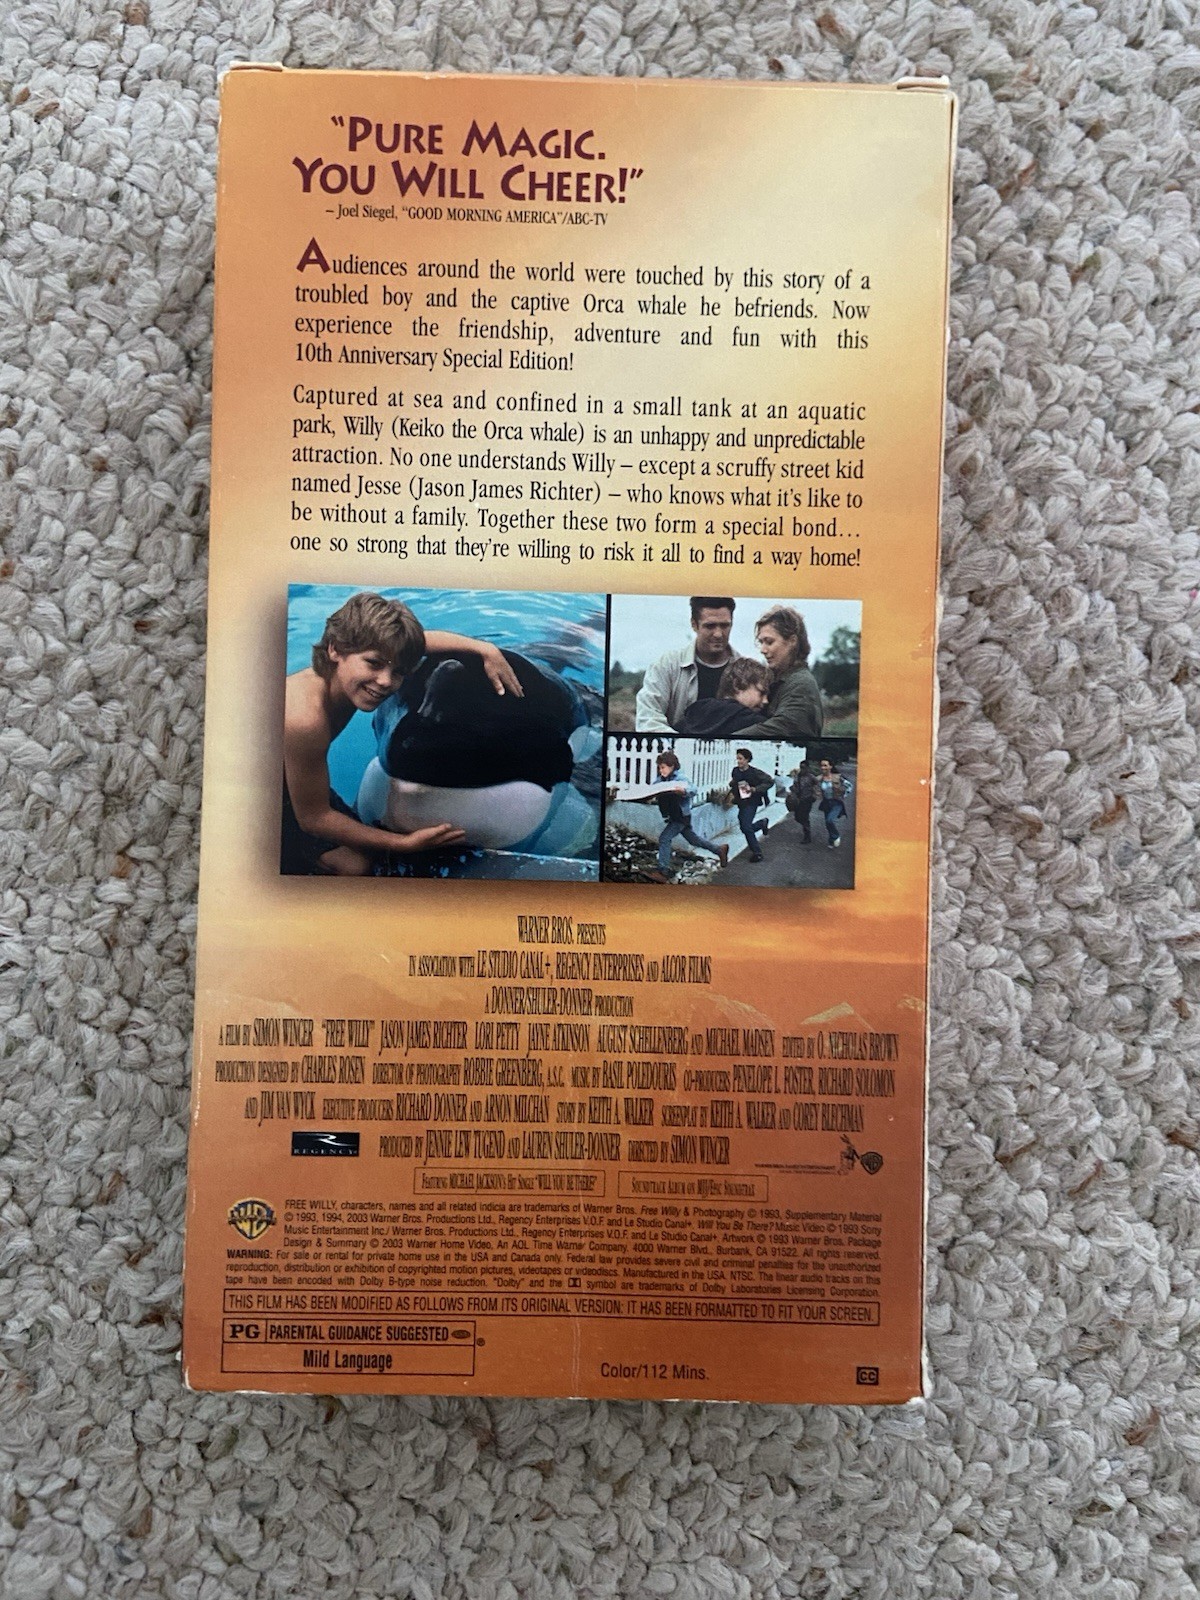 "PURE MAGIC.
YOU WILL CHEER!"
– Joel Siegel, "GOOD MORNING AMERICA"/ABC-TV
Audiences around the world were touched by this story of a
troubled boy and the captive Orca whale he befriends. Now
experience the friendship, adventure and fun with this
10th Anniversary Special Edition!
Captured at sea and confined in a small tank at an aquatic
park, Willy (Keiko the Orca whale) is an unhappy and unpredictable
attraction. No one understands Willy – except a scruffy street kid
named Jesse (Jason James Richter) – who knows what it's like to
be without a family. Together these two form a special bond...
one so strong that they're willing to risk it all to find a way home!
WARNER BROS. PRESENTS
IN ASSOCIATION WITH LE STUDIO CANAL+, REGENCY ENTERPRISES AND ALCOR FILMS
A DONNER/SHULER-DONNER PRODUCTION
A FILM BY SIMON WINCER "FREE WILLY" JASON JAMES RICHTER LORI PETTY JAYNE ATKINSON AUGUST SCHELLENBERG AND MICHAEL MADSEN EDITED BY O. NICHOLAS BROWN
PRODUCTION DESIGNED BY CHARLES ROSEN DIRECTOR OF PHOTOGRAPHY ROBBIE GREENBERG, A.S.C. MUSIC BY BASIL POLEDOURIS CO-PRODUCERS PENELOPE L. FOSTER, RICHARD SOLOMON
AND JIM VAN WYCK EXECUTIVE PRODUCERS RICHARD DONNER AND ARNON MILCHAN STORY BY KEITH A. WALKER SCREENPLAY BY KEITH A. WALKER AND COREY BLECHMAN
REGENCY PRODUCED BY JENNIE LEW TUGEND AND LAUREN SHULER-DONNER DIRECTED BY SIMON WINCER
FEATURING MICHAEL JACKSON'S HIT SINGLE "WILL YOU BE THERE" SOUNDTRACK ALBUM ON MJJ/EPIC SOUNDTRAX
FREE WILLY, characters, names and all related indicia are trademarks of Warner Bros. Free Willy & Photography © 1993, Supplementary Material
© 1993, 1994, 2003 Warner Bros. Productions Ltd., Regency Enterprises V.O.F. and Le Studio Canal+. Will You Be There? Music Video © 1993 Sony
Music Entertainment Inc./ Warner Bros. Productions Ltd., Regency Enterprises V.O.F. and Le Studio Canal+. Artwork © 1993 Warner Bros. Package
Design & Summary © 2003 Warner Home Video, An AOL Time Warner Company. 4000 Warner Blvd., Burbank, CA 91522. All rights reserved.
WARNING: For sale or rental for private home use in the USA and Canada only. Federal law provides severe civil and criminal penalties for the unauthorized
reproduction, distribution or exhibition of copyrighted motion pictures, videotapes or videodiscs. Manufactured in the USA. NTSC. The linear audio tracks on this
tape have been encoded with Dolby B-type noise reduction. "Dolby" and the symbol are trademarks of Dolby Laboratories Licensing Corporation.
THIS FILM HAS BEEN MODIFIED AS FOLLOWS FROM ITS ORIGINAL VERSION: IT HAS BEEN FORMATTED TO FIT YOUR SCREEN.
PG PARENTAL GUIDANCE SUGGESTED ®
Mild Language
Color/112 Mins.
CC